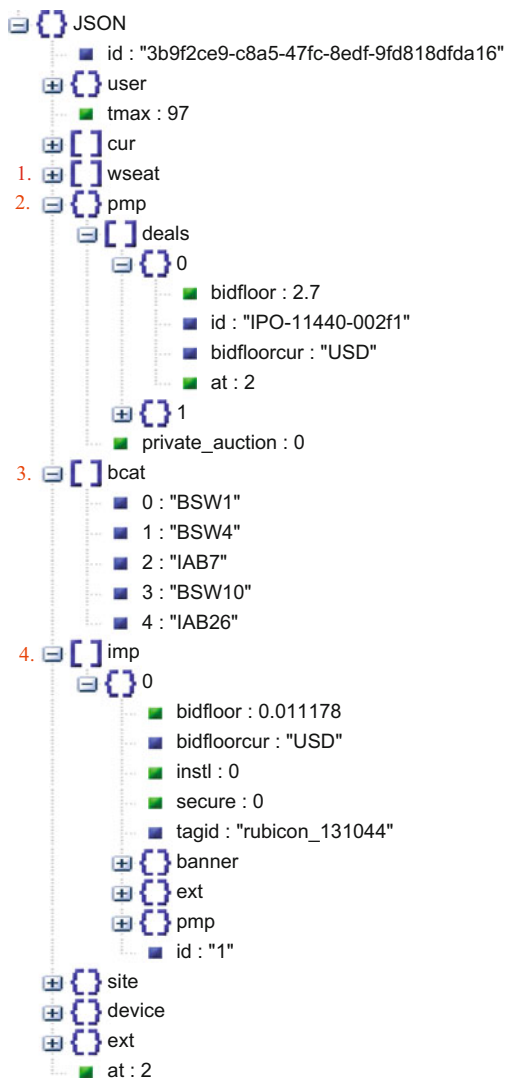 JSON
id : "3b9f2ce9-c8a5-47fc-8edf-9fd818dfda16"
user
tmax : 97
cur
1. wseat
2. pmp
deals
0
bidfloor : 2.7
id : "IPO-11440-002f1"
bidfloorcur : "USD"
at : 2
1
private_auction : 0
3. bcat
0 : "BSW1"
1 : "BSW4"
2 : "IAB7"
3 : "BSW10"
4 : "IAB26"
4. imp
0
bidfloor : 0.011178
bidfloorcur : "USD"
instl : 0
secure : 0
tagid : "rubicon_131044"
banner
ext
pmp
id : "1"
site
device
ext
at : 2